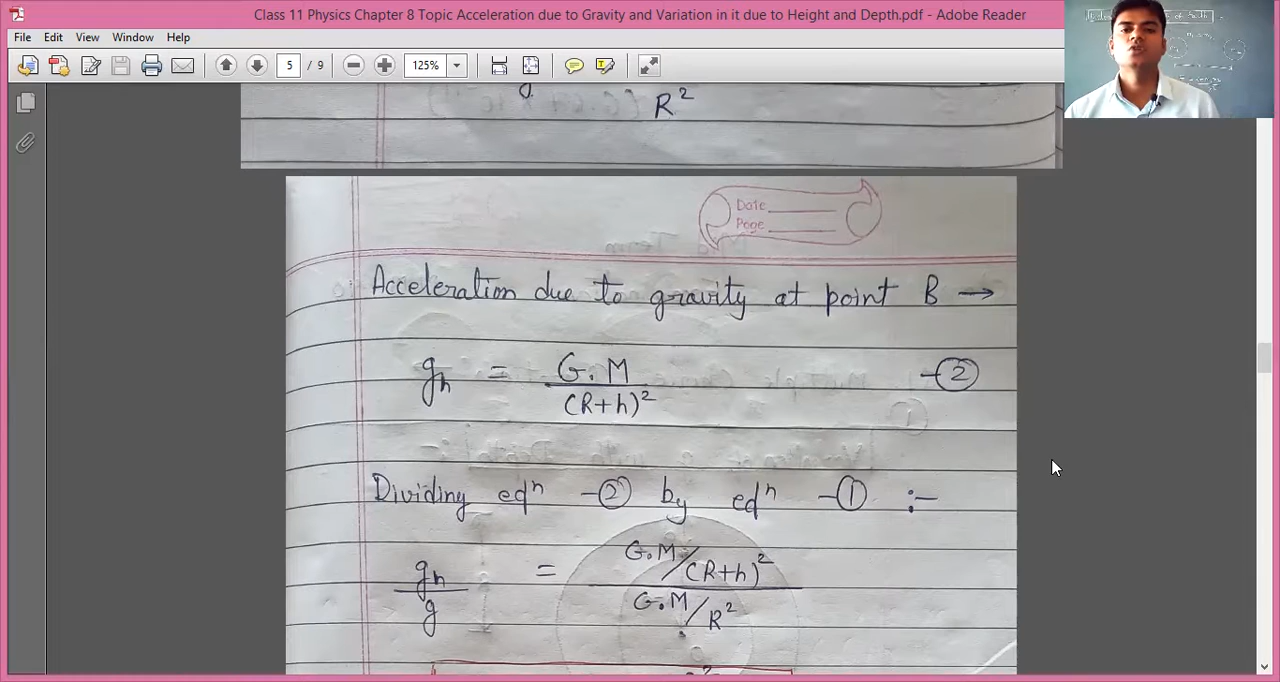 Class 11 Physics Chapter 8 Topic Acceleration due to Gravity and Variation in it due to Height and Depth.pdf - Adobe Reader
File Edit View Window Help
5 / 9 125%
R²
Date
Page
Acceleration due to gravity at point B →
gₕ = G.M / (R+h)² -②
Dividing eqⁿ -② by eqⁿ -① :-
gₕ / g = G.M/(R+h)² / G.M/R²